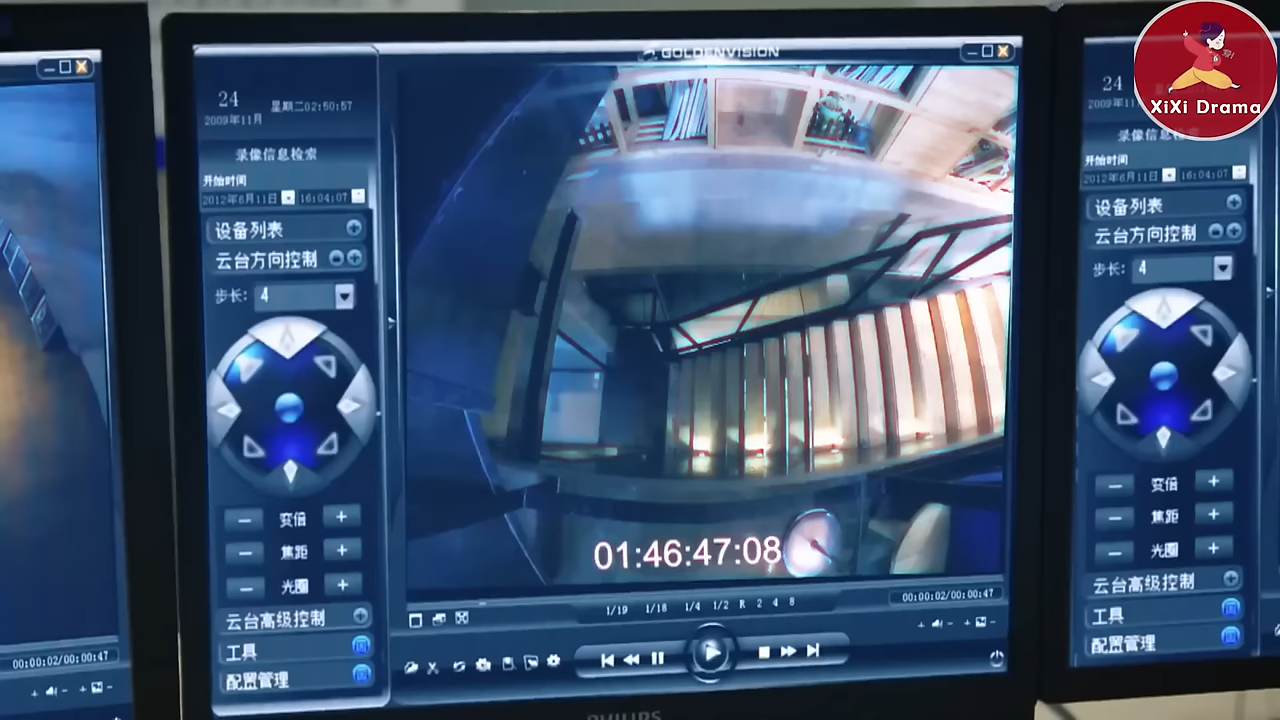 GOLDENVISION
24
星期二02:50:57
2009年11月
录像信息检索
开始时间
2012年6月11日
16:04:07
设备列表
云台方向控制
步长:
4
变倍
焦距
光圈
云台高级控制
工具
配置管理
01:46:47:08
1/19 1/18 1/4 1/2 R 2 4 8
00:00:02/00:00:47
PHILIPS
00:00:02/00:00:47
24
2009年11月
录像信息检索
开始时间
2012年6月11日
16:04:07
设备列表
云台方向控制
步长:
4
变倍
焦距
光圈
云台高级控制
工具
配置管理
XiXi Drama